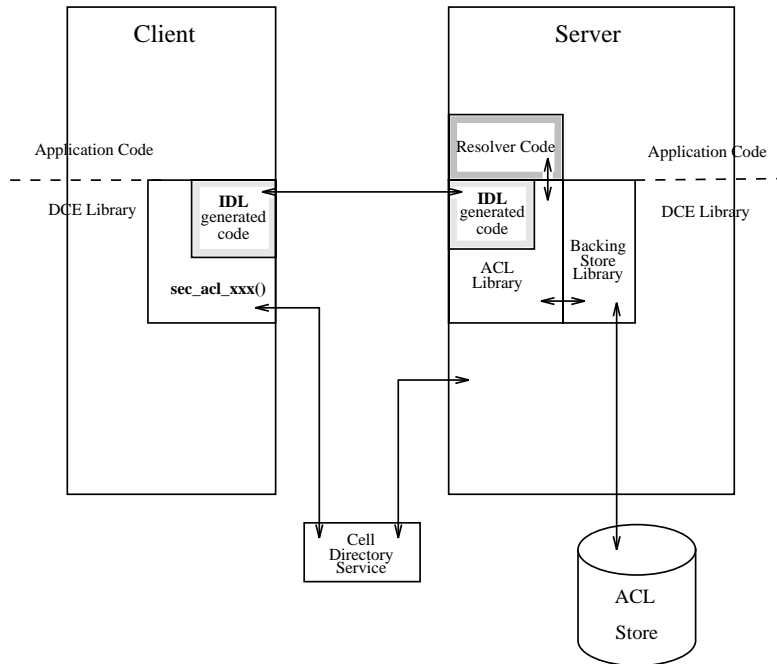 Client
Server
Resolver Code
Application Code
Application Code
DCE Library
DCE Library
IDL
generated
code
IDL
generated
code
Backing
Store
Library
ACL
Library
sec_acl_xxx()
Cell
Directory
Service
ACL
Store